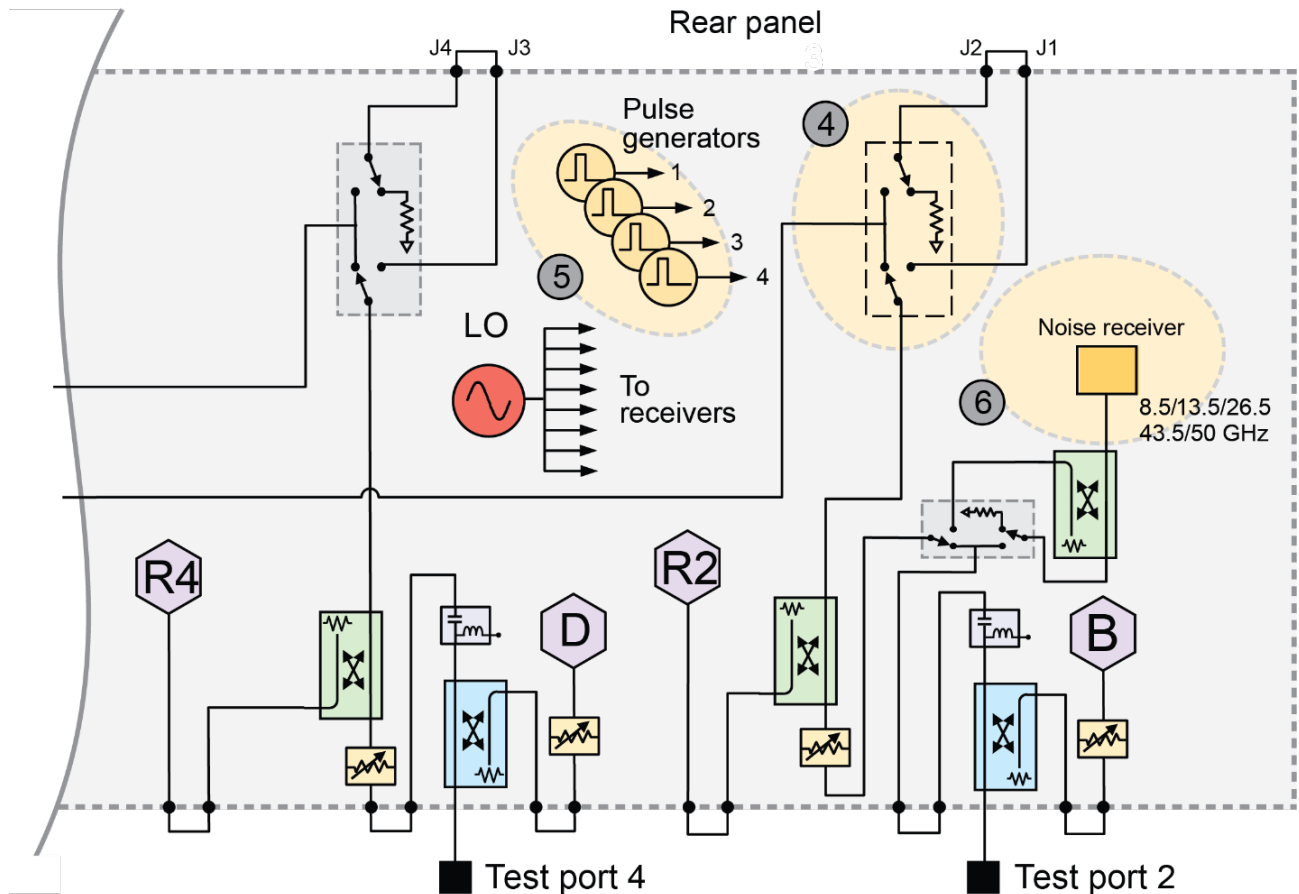 Rear panel
J4
J3
J2
J1
3
Pulse
generators
1
2
3
4
4
5
LO
To
receivers
Noise receiver
6
8.5/13.5/26.5
43.5/50 GHz
R4
D
R2
B
Test port 4
Test port 2